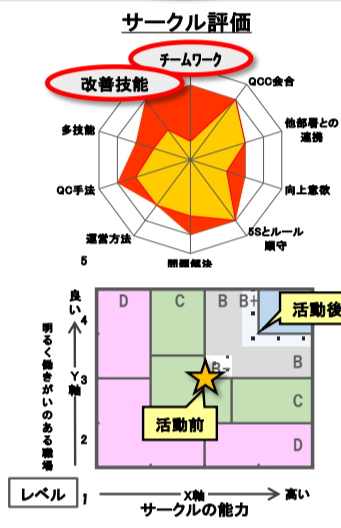 サークル評価
チームワーク
改善技能
QCC会合
多技能
他部署との
連携
QC手法
向上意欲
運営方法
5Sとルール
順守
問題解決
5
良い
D
C
B
B+
4
活動後
明るく働きがいのある職場
Y軸
3
B-
B
活動前
C
2
D
レベル
1
X軸
高い
サークルの能力